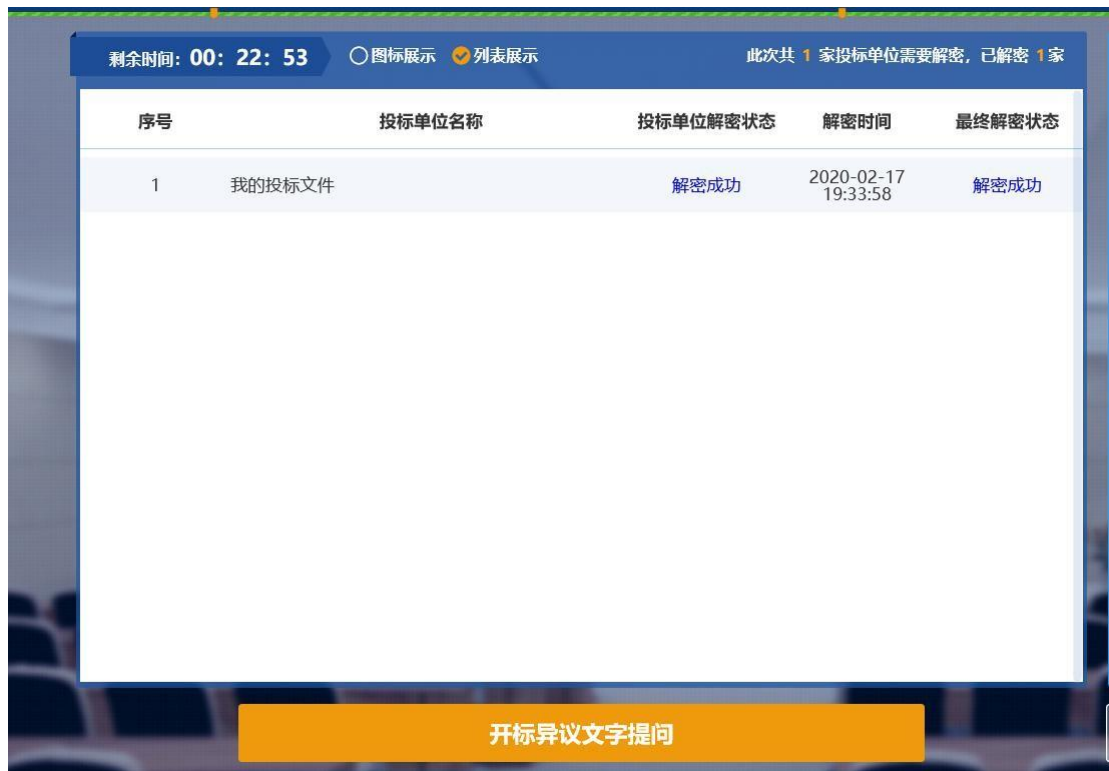 剩余时间: 00: 22: 53 图标展示 列表展示 此次共 1 家投标单位需要解密, 已解密 1家
序号 投标单位名称 投标单位解密状态 解密时间 最终解密状态
1 我的投标文件 解密成功 2020-02-17 19:33:58 解密成功
开标异议文字提问